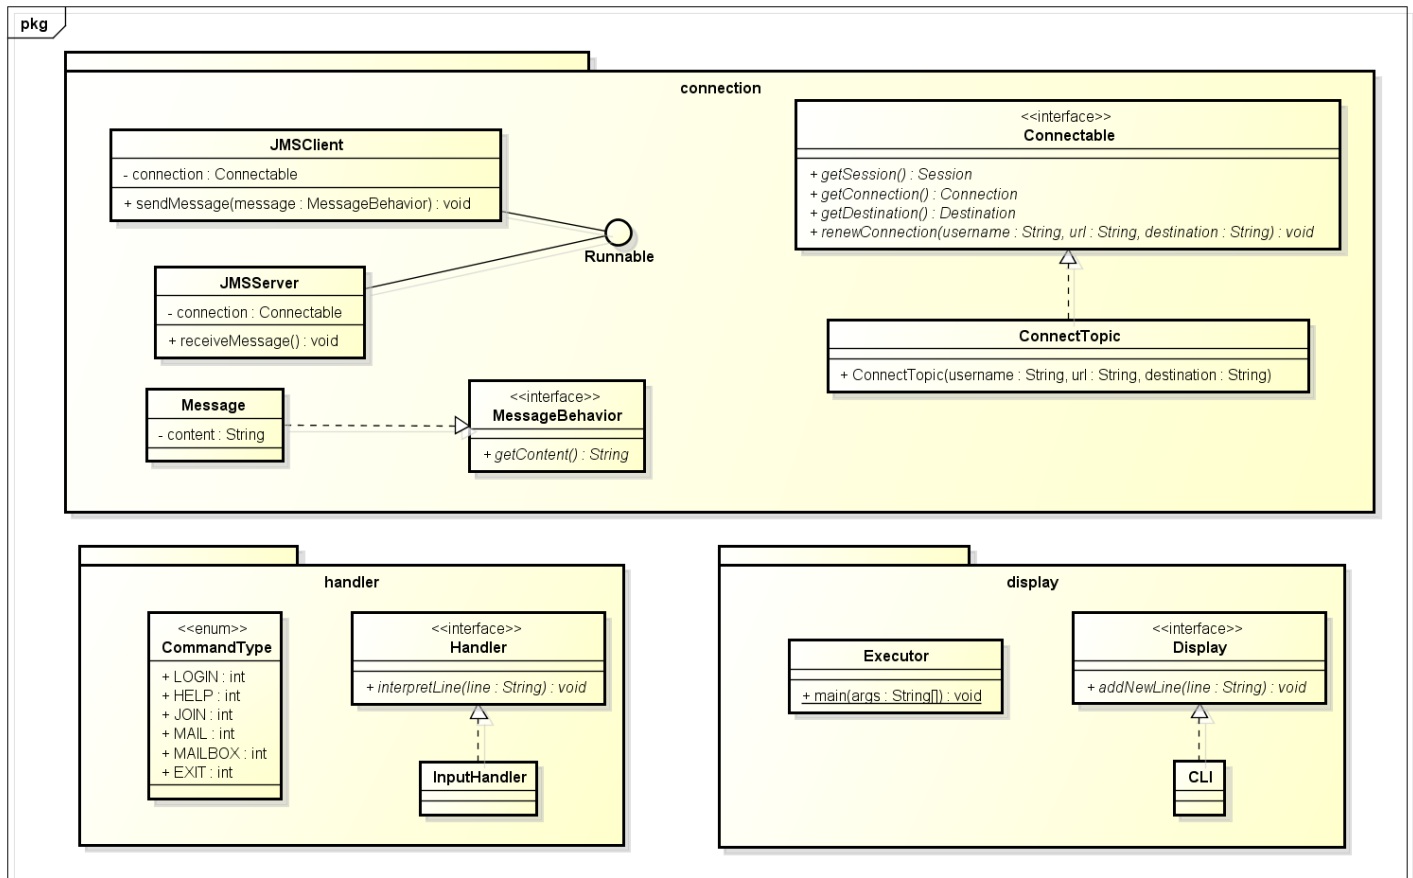 pkg
connection
JMSClient
- connection : Connectable
+ sendMessage(message : MessageBehavior) : void
Runnable
JMSServer
- connection : Connectable
+ receiveMessage() : void
Message
- content : String
<<interface>>
MessageBehavior
+ getContent() : String
<<interface>>
Connectable
+ getSession() : Session
+ getConnection() : Connection
+ getDestination() : Destination
+ renewConnection(username : String, url : String, destination : String) : void
ConnectTopic
+ ConnectTopic(username : String, url : String, destination : String)
handler
<<enum>>
CommandType
+ LOGIN : int
+ HELP : int
+ JOIN : int
+ MAIL : int
+ MAILBOX : int
+ EXIT : int
<<interface>>
Handler
+ interpretLine(line : String) : void
InputHandler
display
Executor
+ main(args : String[]) : void
<<interface>>
Display
+ addNewLine(line : String) : void
CLI